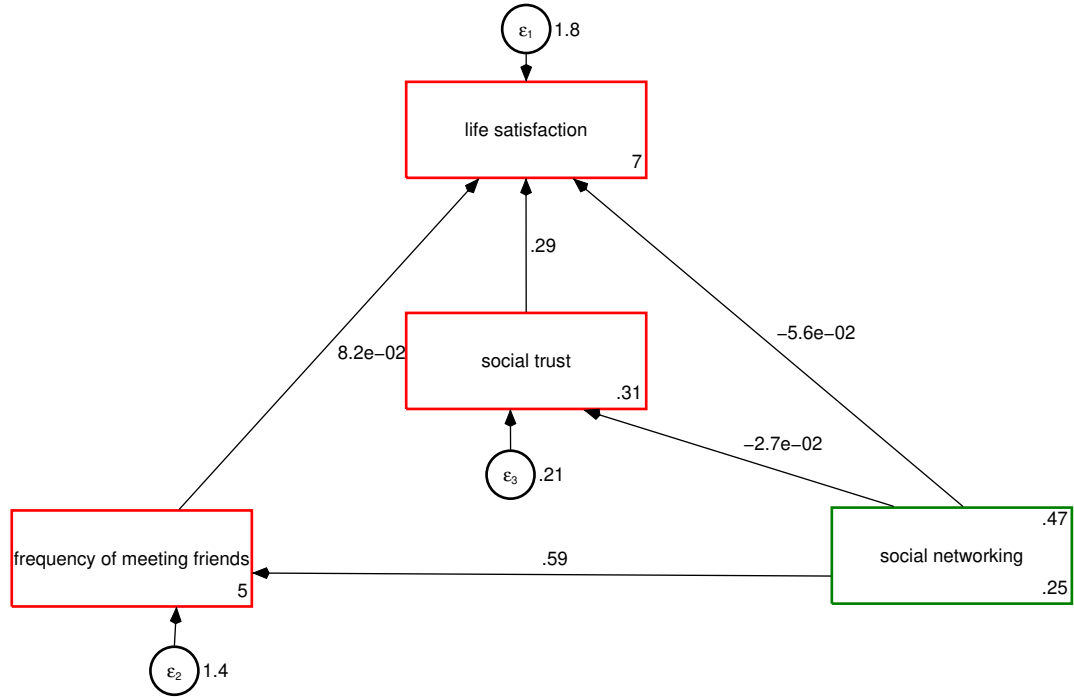 ε₁ 1.8
life satisfaction
7
.29
−5.6e−02
8.2e−02
social trust
.31
−2.7e−02
ε₃ .21
.47
frequency of meeting friends
.59
social networking
5
.25
ε₂ 1.4